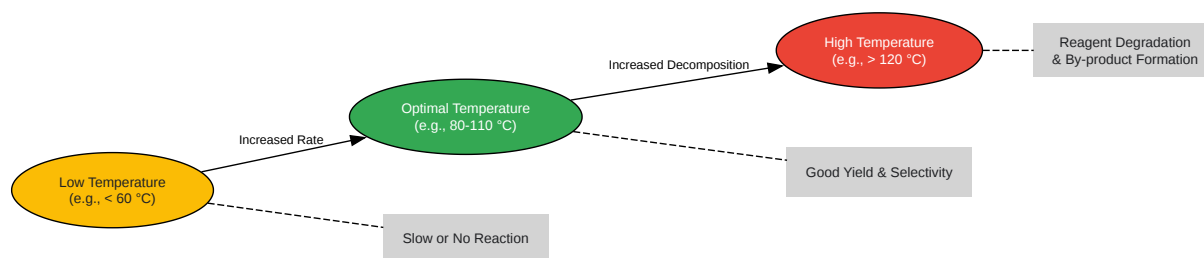 High Temperature
(e.g., > 120 °C)
Reagent Degradation
& By-product Formation
Increased Decomposition
Optimal Temperature
(e.g., 80-110 °C)
Increased Rate
Good Yield & Selectivity
Low Temperature
(e.g., < 60 °C)
Slow or No Reaction